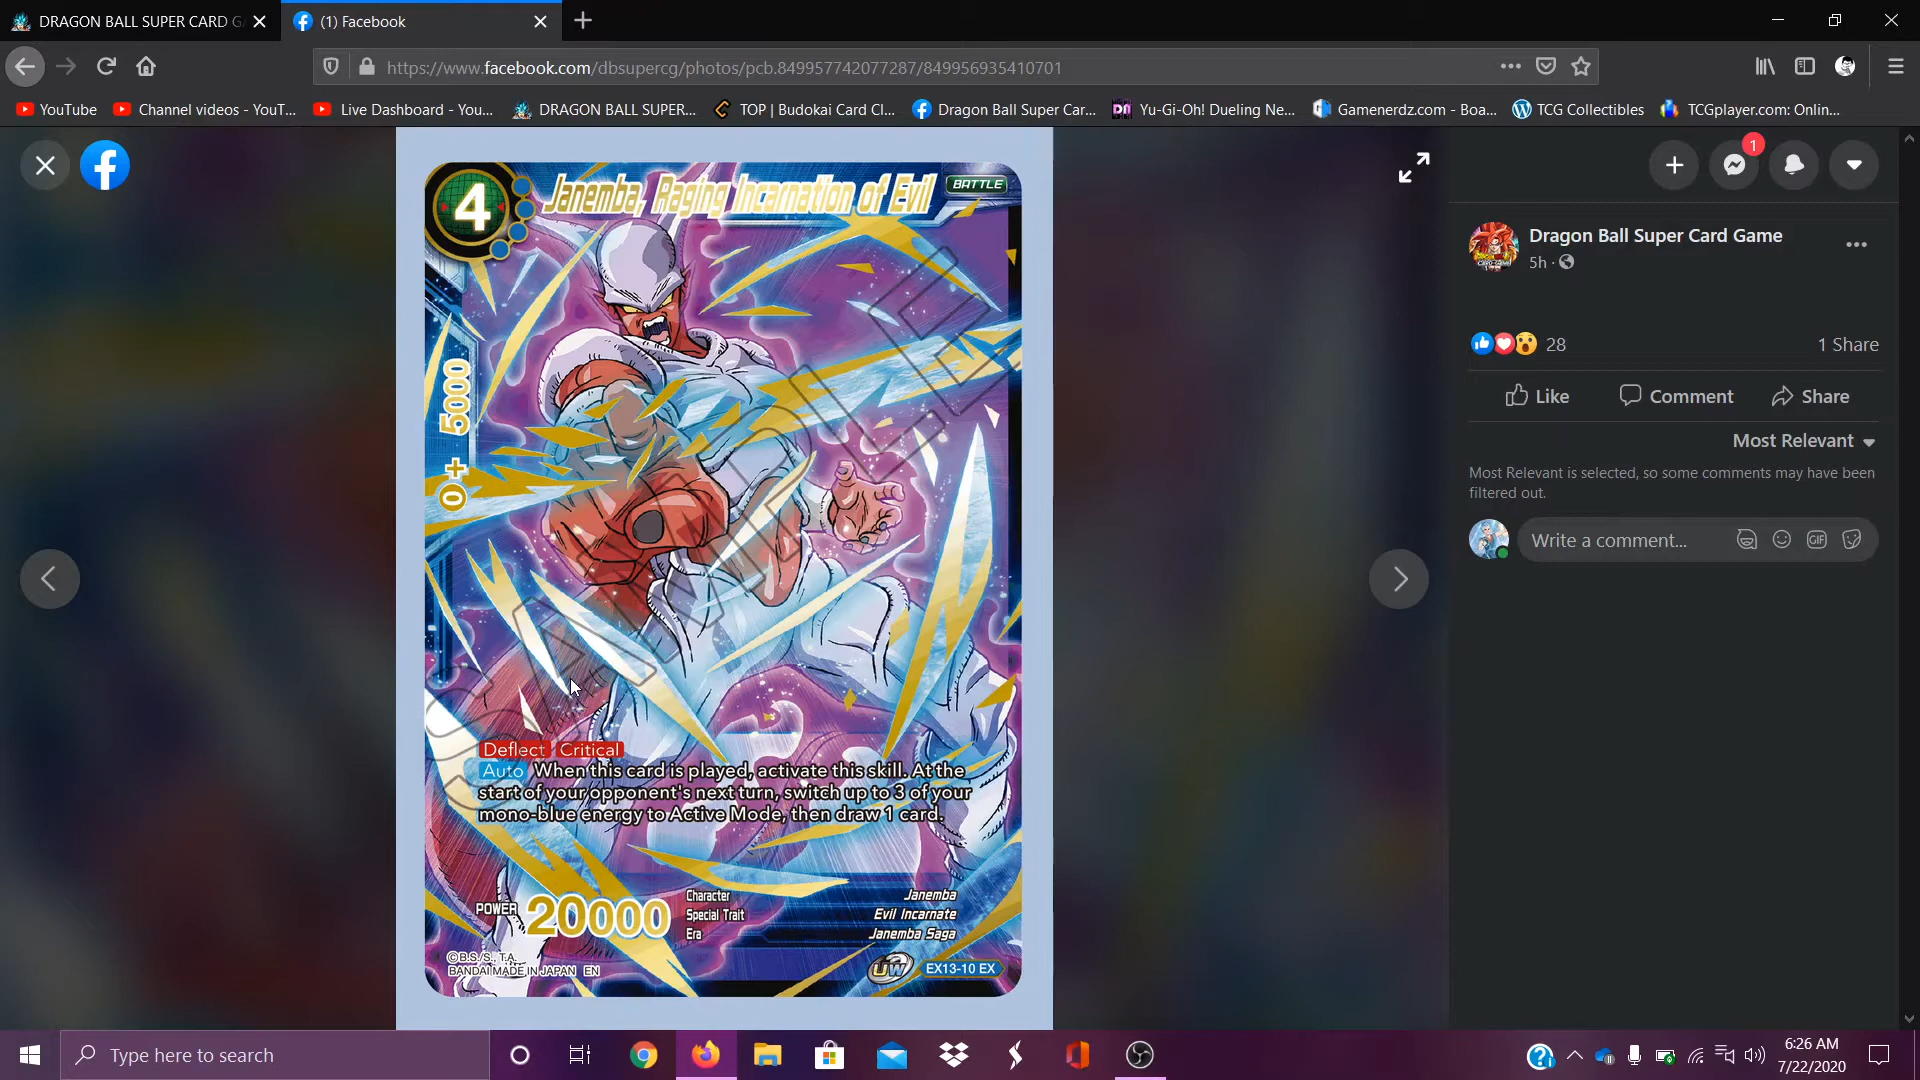 DRAGON BALL SUPER CARD G
(1) Facebook
https://www.facebook.com/dbsupercg/photos/pcb.849957742077287/849956935410701
YouTube
Channel videos - YouT...
Live Dashboard - You...
DRAGON BALL SUPER...
TOP | Budokai Card Cl...
Dragon Ball Super Car...
Yu-Gi-Oh! Dueling Ne...
Gamenerdz.com - Boa...
TCG Collectibles
TCGplayer.com: Onlin...
4
Janemba, Raging Incarnation of Evil
BATTLE
0 + 5000
SAMPLE
Deflect Critical
Auto When this card is played, activate this skill. At the
start of your opponent's next turn, switch up to 3 of your
mono-blue energy to Active Mode, then draw 1 card.
POWER 20000
Character Janemba
Special Trait Evil Incarnate
Era Janemba Saga
©B.S./S., T.A.
BANDAI MADE IN JAPAN EN
UW EX13-10 EX
1
Dragon Ball Super Card Game
5h ·
28
1 Share
Like
Comment
Share
Most Relevant
Most Relevant is selected, so some comments may have been
filtered out.
Write a comment...
GIF
Type here to search
6:26 AM
7/22/2020